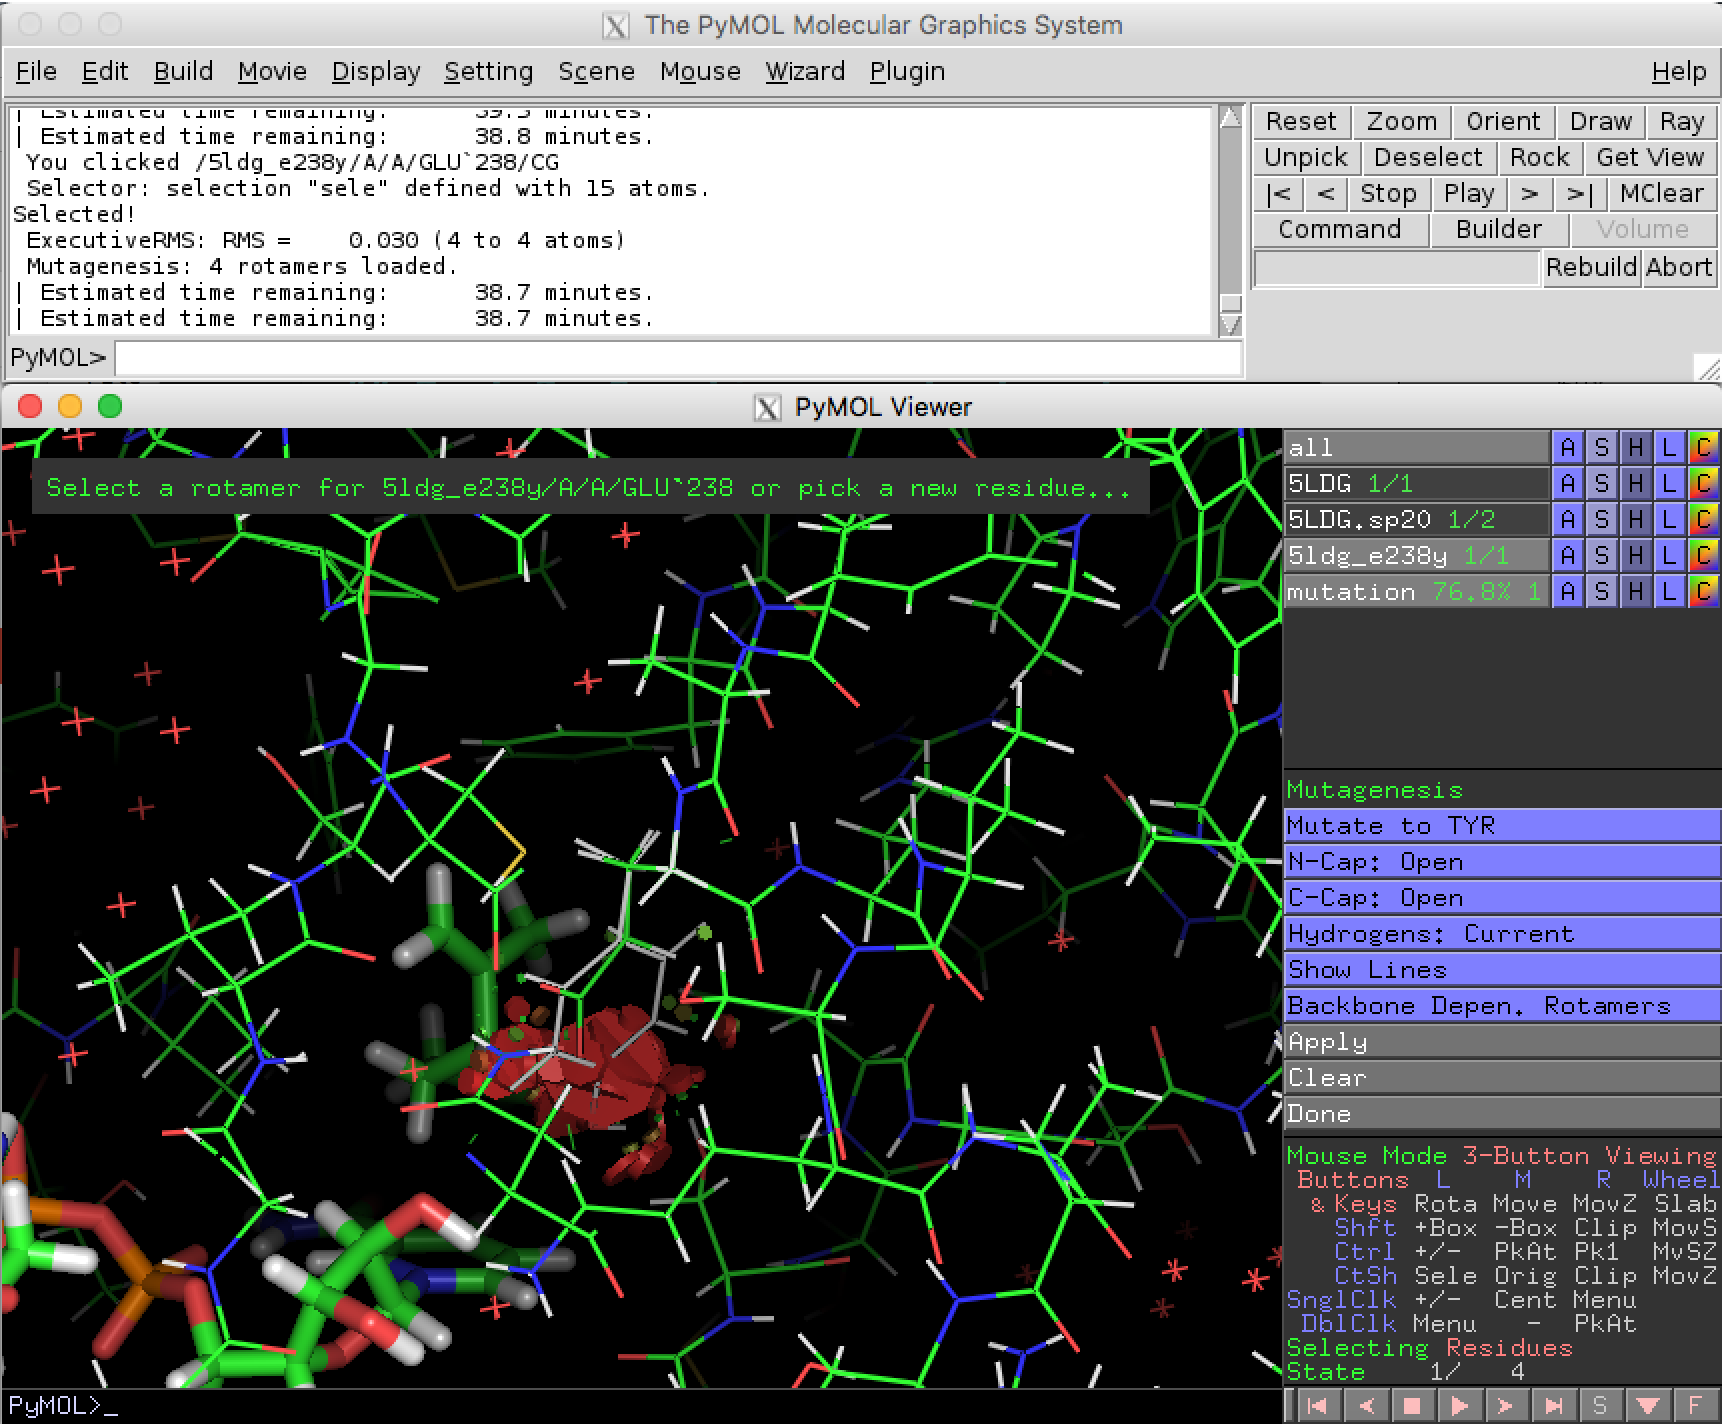 The PyMOL Molecular Graphics System
File Edit Build Movie Display Setting Scene Mouse Wizard Plugin Help
| Estimated time remaining: 39.3 minutes.
| Estimated time remaining: 38.8 minutes.
You clicked /5ldg_e238y/A/A/GLU`238/CG
Selector: selection "sele" defined with 15 atoms.
Selected!
ExecutiveRMS: RMS = 0.030 (4 to 4 atoms)
Mutagenesis: 4 rotamers loaded.
| Estimated time remaining: 38.7 minutes.
| Estimated time remaining: 38.7 minutes.
PyMOL>
Reset Zoom Orient Draw Ray
Unpick Deselect Rock Get View
|< < Stop Play > >| MClear
Command Builder Volume
Rebuild Abort
PyMOL Viewer
Select a rotamer for 5ldg_e238y/A/A/GLU`238 or pick a new residue...
all A S H L C
5LDG 1/1 A S H L C
5LDG.sp20 1/2 A S H L C
5ldg_e238y 1/1 A S H L C
mutation 76.8% 1 A S H L C
Mutagenesis
Mutate to TYR
N-Cap: Open
C-Cap: Open
Hydrogens: Current
Show Lines
Backbone Depen. Rotamers
Apply
Clear
Done
Mouse Mode 3-Button Viewing
Buttons L M R Wheel
& Keys Rota Move MovZ Slab
Shft +Box -Box Clip MovS
Ctrl +/- PkAt Pk1 MvSZ
CtSh Sele Orig Clip MovZ
SnglClk +/- Cent Menu
DblClk Menu - PkAt
Selecting Residues
State 1/ 4
PyMOL>_
S F